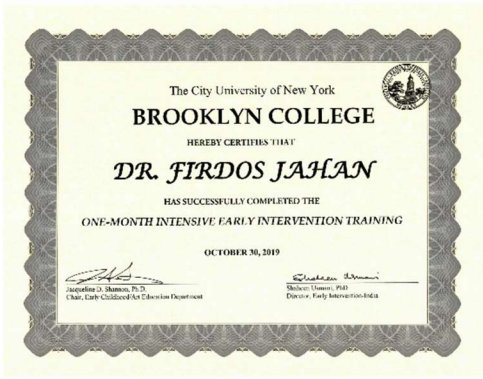 The City University of New York
BROOKLYN COLLEGE
HEREBY CERTIFIES THAT
DR. FIRDOS JAHAN
HAS SUCCESSFULLY COMPLETED THE
ONE-MONTH INTENSIVE EARLY INTERVENTION TRAINING
OCTOBER 30, 2019
Shaheen Usmani
Jacqueline D. Shannon, Ph.D.
Shaheen Usmani, PhD
Chair, Early Childhood/Art Education Department
Director, Early Intervention-India